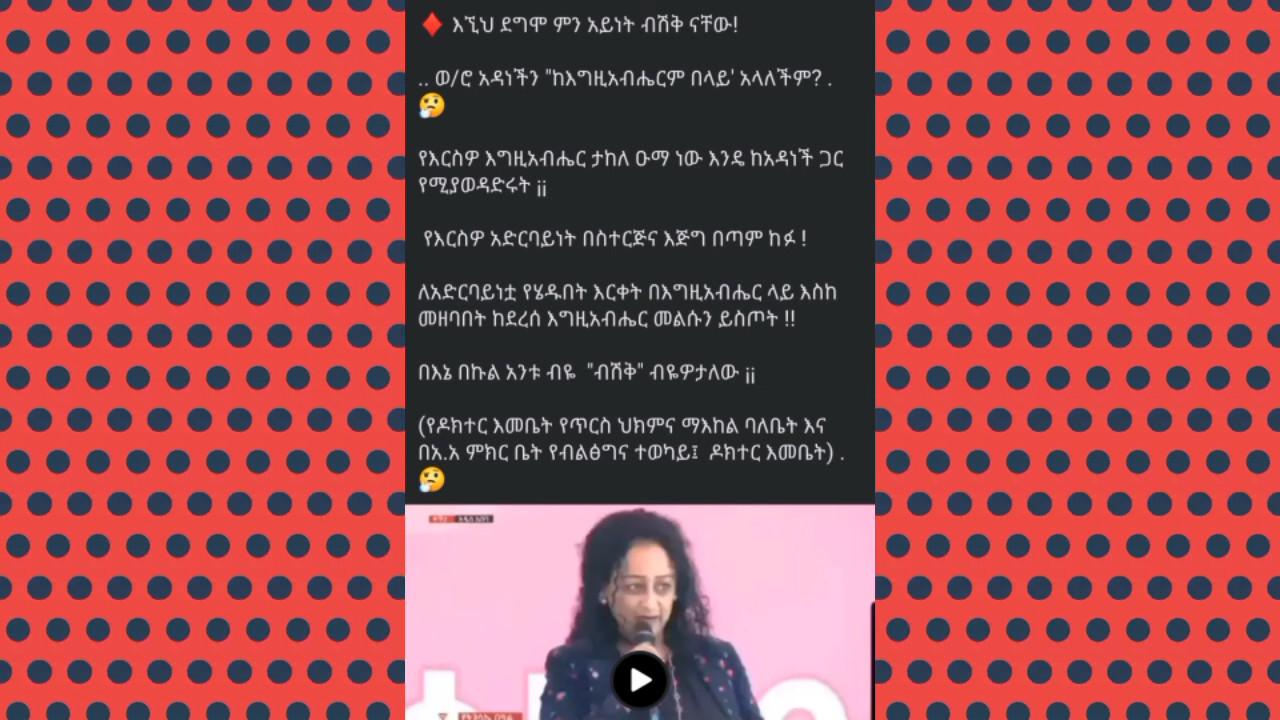 እኚህ ደግሞ ምን አይነት ብሽቅ ናቸው!
.. ወ/ሮ አዳነችን "ከእግዚአብሔርም በላይ' አላለችም? .
የእርስዎ እግዚአብሔር ታከለ ዑማ ነው እንዴ ከአዳነች ጋር
የሚያወዳድሩት ¡¡
የእርስዎ አድርባይነት በስተርጅና እጅግ በጣም ከፉ !
ለአድርባይነቷ የሄዱበት እርቀት በእግዚአብሔር ላይ እስከ
መዘባበት ከደረሰ እግዚአብሔር መልሱን ይስጦት !!
በእኔ በኩል አንቱ ብዬ "ብሽቅ" ብዬዎታለው ¡¡
(የዶክተር እመቤት የጥርስ ህክምና ማእከል ባለቤት እና
በአ.አ ምክር ቤት የብልፅግና ተወካይ፤ ዶክተር እመቤት) .